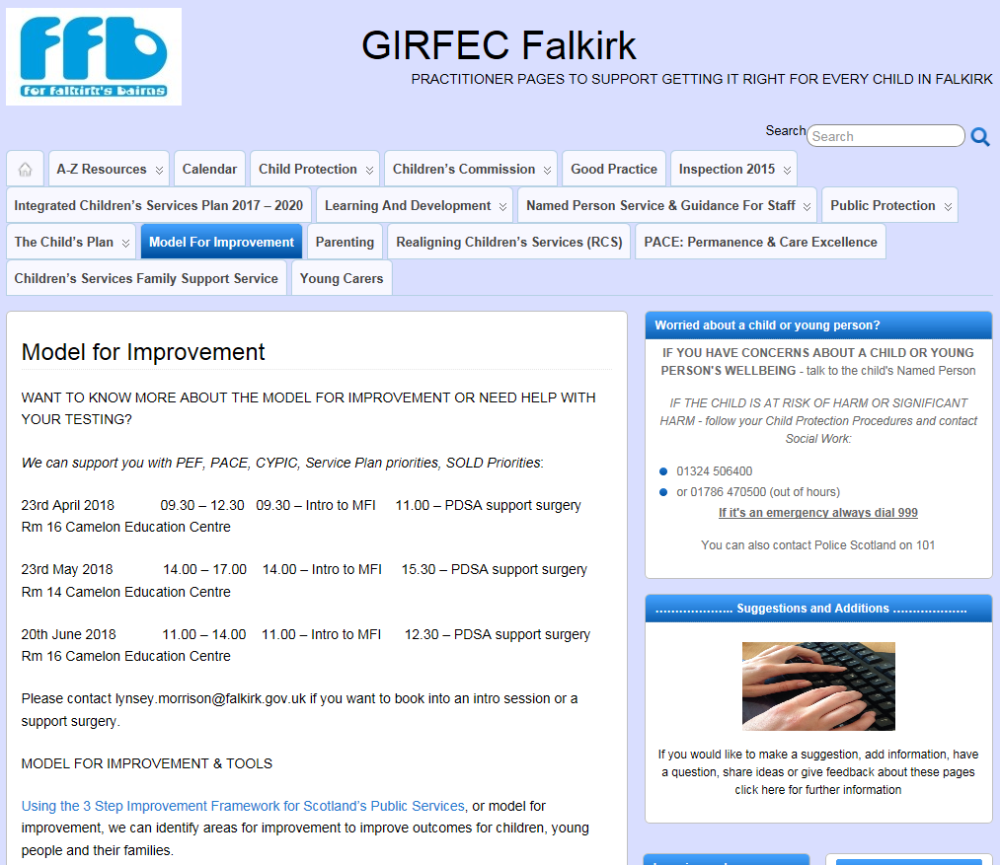 ffb
for falkirk's bairns
GIRFEC Falkirk
PRACTITIONER PAGES TO SUPPORT GETTING IT RIGHT FOR EVERY CHILD IN FALKIRK
Search
Search
A-Z Resources
Calendar
Child Protection
Children's Commission
Good Practice
Inspection 2015
Integrated Children's Services Plan 2017 – 2020
Learning And Development
Named Person Service & Guidance For Staff
Public Protection
The Child's Plan
Model For Improvement
Parenting
Realigning Children's Services (RCS)
PACE: Permanence & Care Excellence
Children's Services Family Support Service
Young Carers
Model for Improvement
WANT TO KNOW MORE ABOUT THE MODEL FOR IMPROVEMENT OR NEED HELP WITH
YOUR TESTING?
We can support you with PEF, PACE, CYPIC, Service Plan priorities, SOLD Priorities:
23rd April 2018 09.30 – 12.30 09.30 – Intro to MFI 11.00 – PDSA support surgery
Rm 16 Camelon Education Centre
23rd May 2018 14.00 – 17.00 14.00 – Intro to MFI 15.30 – PDSA support surgery
Rm 14 Camelon Education Centre
20th June 2018 11.00 – 14.00 11.00 – Intro to MFI 12.30 – PDSA support surgery
Rm 16 Camelon Education Centre
Please contact lynsey.morrison@falkirk.gov.uk if you want to book into an intro session or a
support surgery.
MODEL FOR IMPROVEMENT & TOOLS
Using the 3 Step Improvement Framework for Scotland's Public Services, or model for
improvement, we can identify areas for improvement to improve outcomes for children, young
people and their families.
Worried about a child or young person?
IF YOU HAVE CONCERNS ABOUT A CHILD OR YOUNG
PERSON'S WELLBEING - talk to the child's Named Person
IF THE CHILD IS AT RISK OF HARM OR SIGNIFICANT
HARM - follow your Child Protection Procedures and contact
Social Work:
01324 506400
or 01786 470500 (out of hours)
If it's an emergency always dial 999
You can also contact Police Scotland on 101
................... Suggestions and Additions ..................
If you would like to make a suggestion, add information, have
a question, share ideas or give feedback about these pages
click here for further information